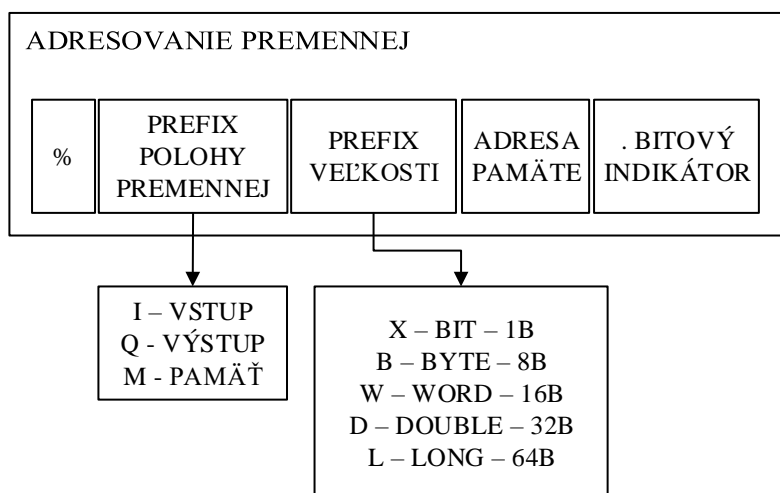 ADRESOVANIE PREMENNEJ
%
PREFIX
POLOHY
PREMENNEJ
PREFIX
VEĽKOSTI
ADRESA
PAMÄTE
. BITOVÝ
INDIKÁTOR
I – VSTUP
Q - VÝSTUP
M - PAMÄŤ
X – BIT – 1B
B – BYTE – 8B
W – WORD – 16B
D – DOUBLE – 32B
L – LONG – 64B